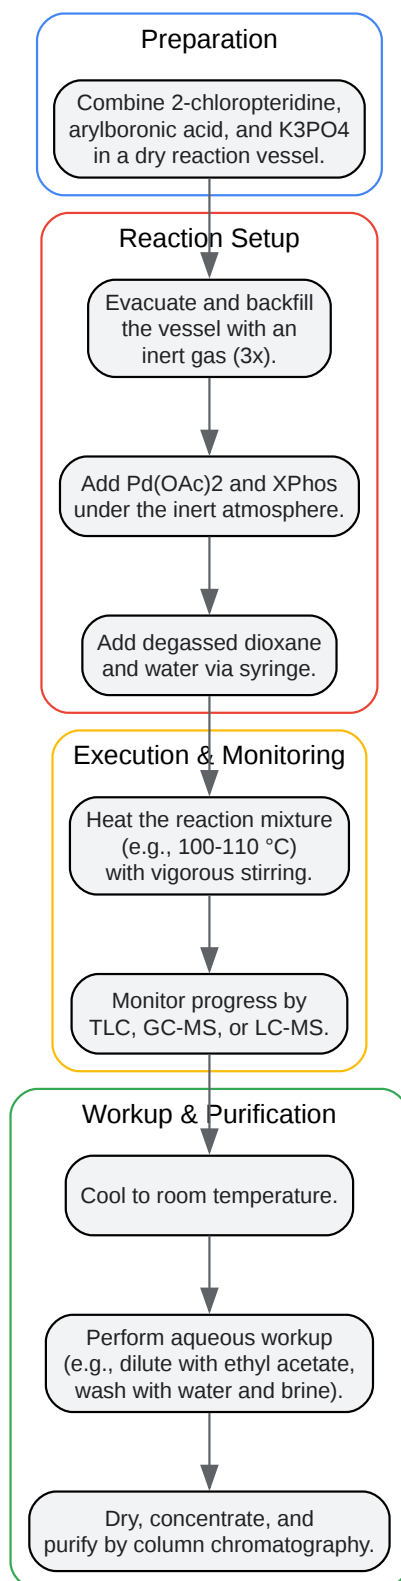 Preparation
Combine 2-chloropteridine,
arylboronic acid, and K3PO4
in a dry reaction vessel.
Reaction Setup
Evacuate and backfill
the vessel with an
inert gas (3x).
Add Pd(OAc)2 and XPhos
under the inert atmosphere.
Add degassed dioxane
and water via syringe.
Execution & Monitoring
Heat the reaction mixture
(e.g., 100-110 °C)
with vigorous stirring.
Monitor progress by
TLC, GC-MS, or LC-MS.
Workup & Purification
Cool to room temperature.
Perform aqueous workup
(e.g., dilute with ethyl acetate,
wash with water and brine).
Dry, concentrate, and
purify by column chromatography.